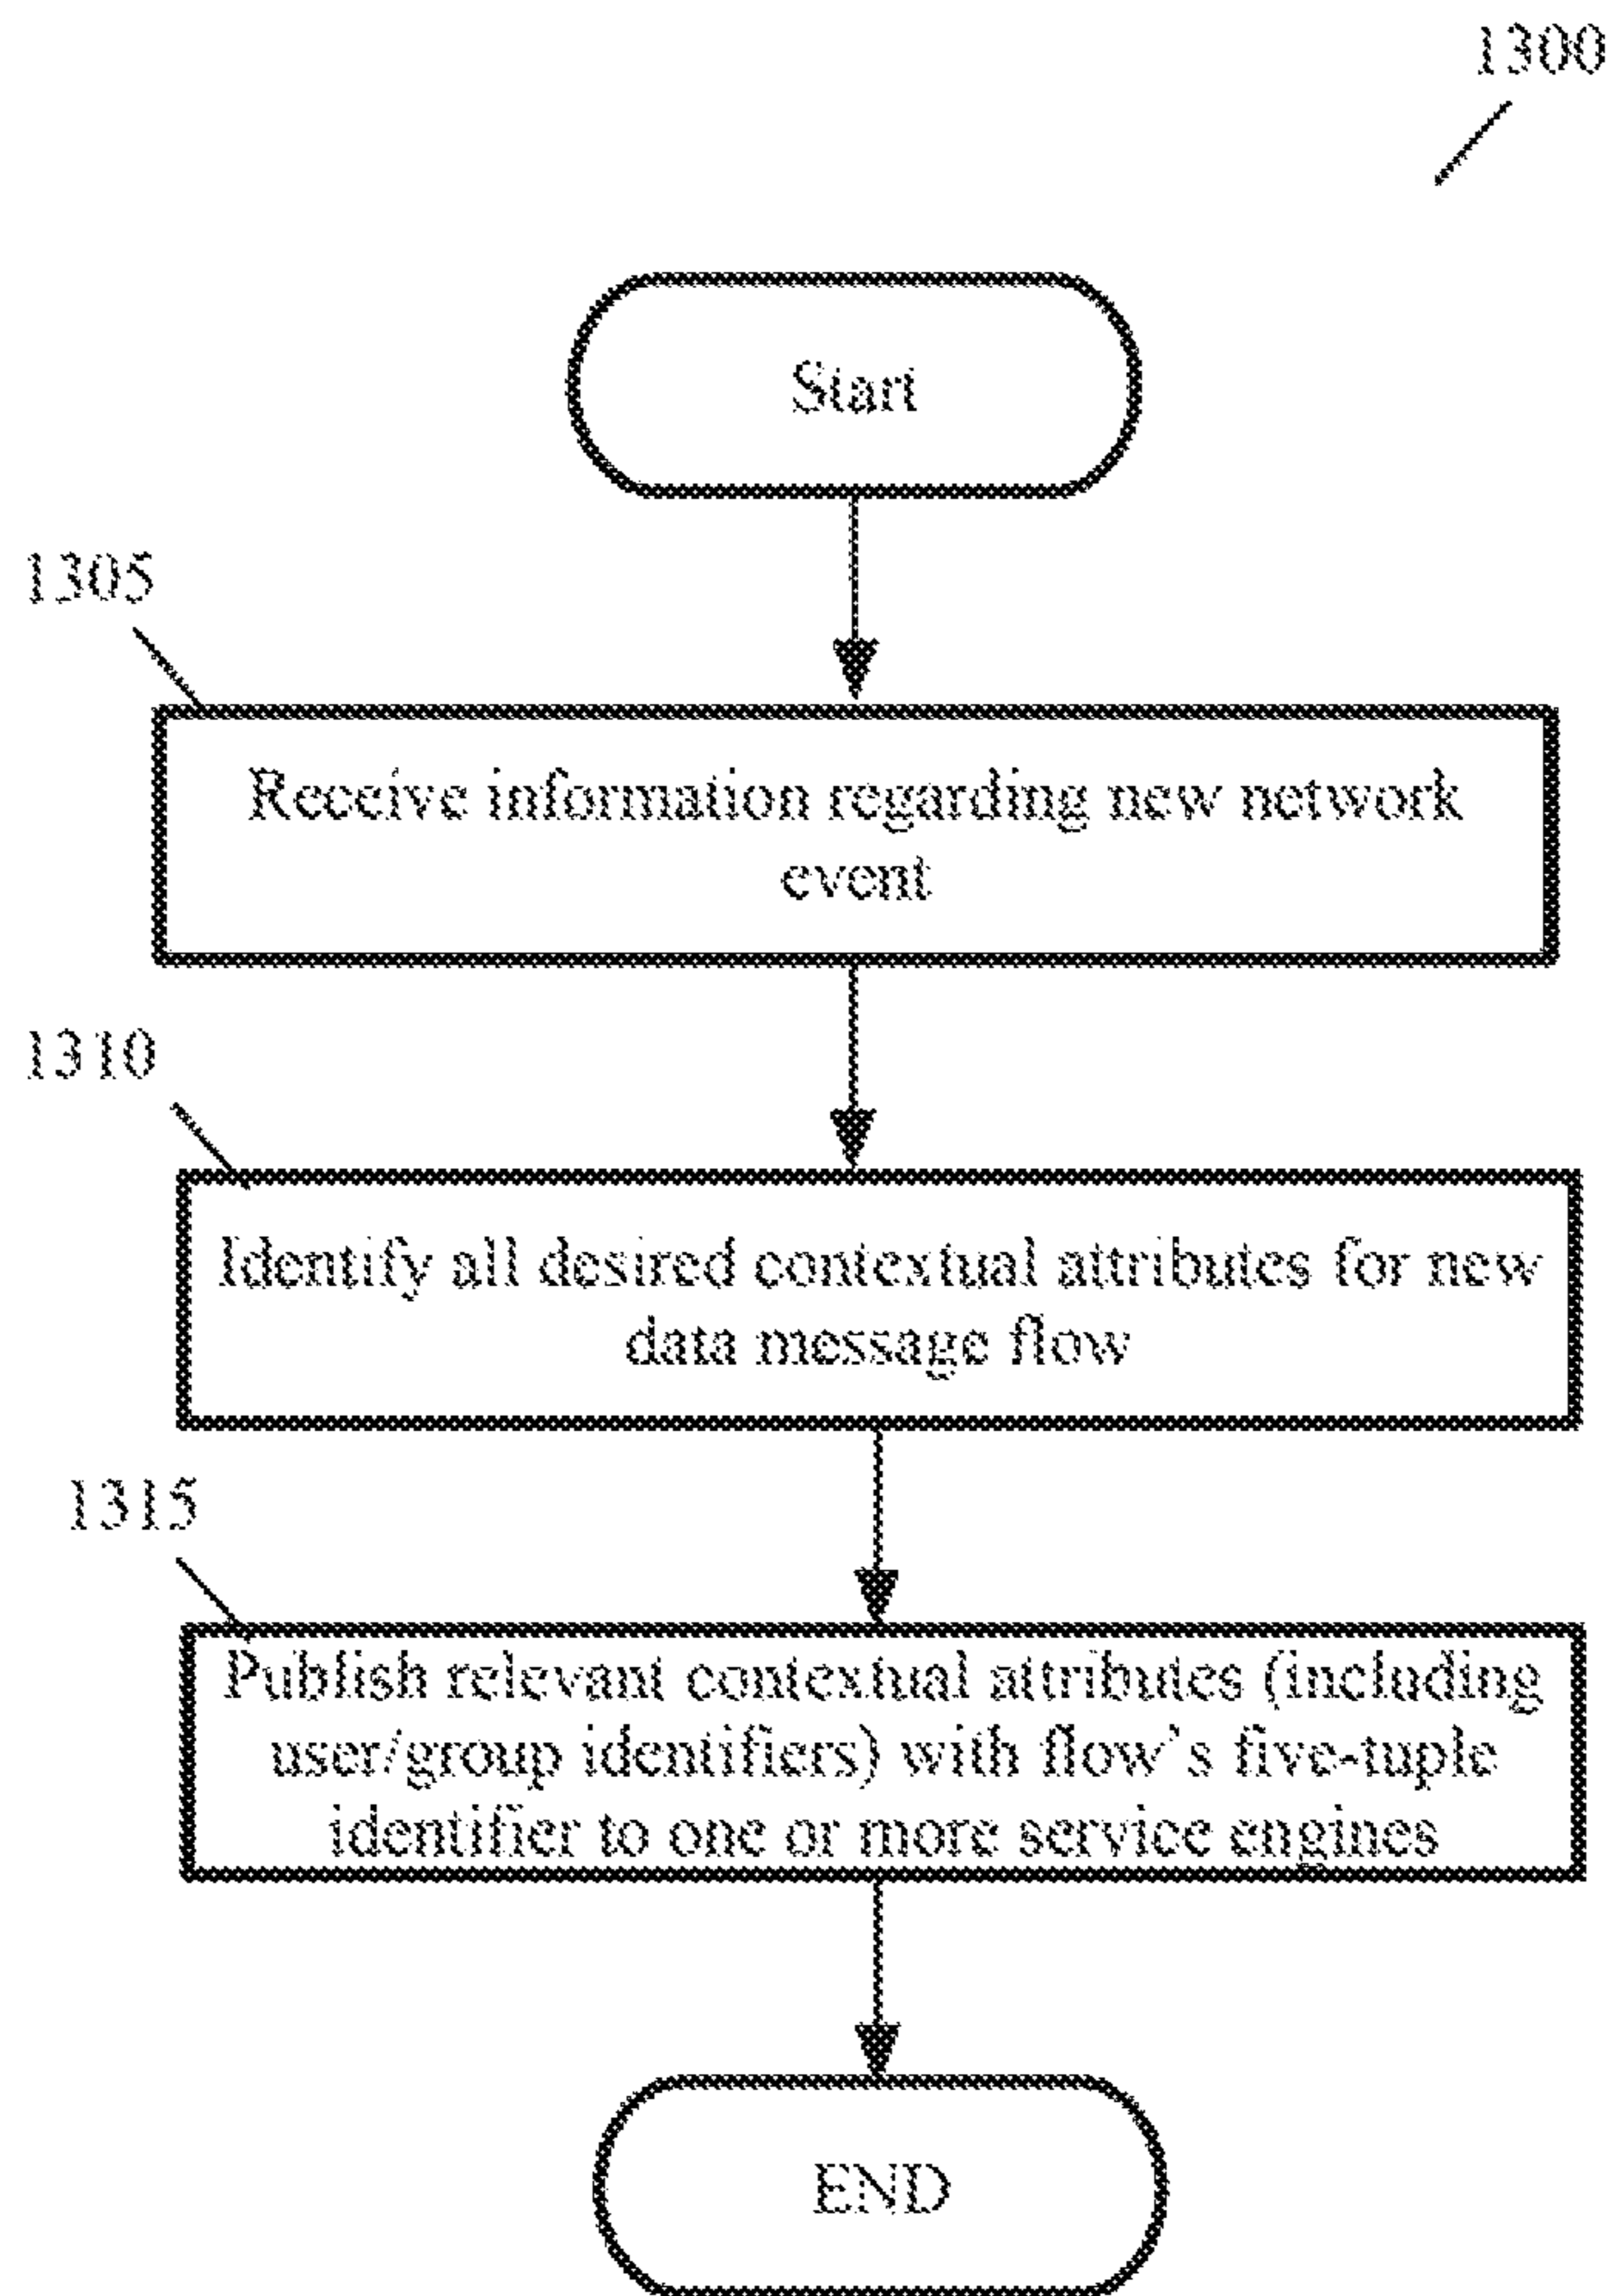 1300
Start
1305
Receive information regarding new network
event
1310
Identify all desired contextual attributes for new
data message flow
1315
Publish relevant contextual attributes (including
user/group identifiers) with flow's five-tuple
identifier to one or more service engines
END